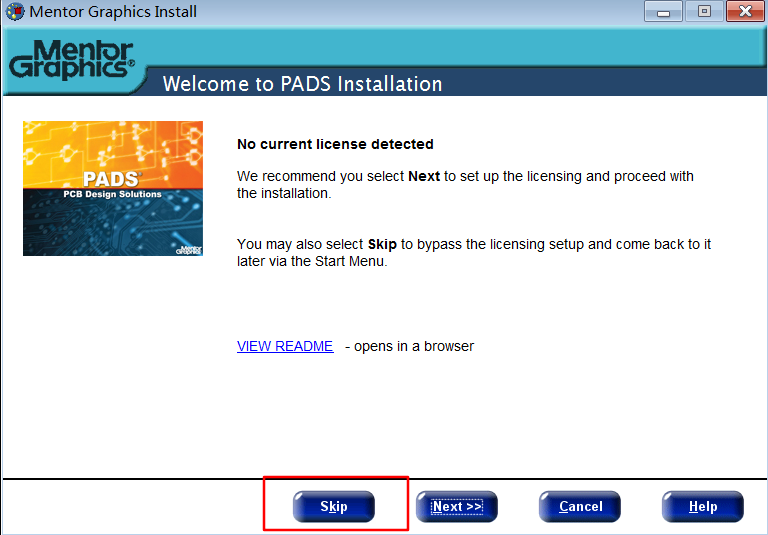 Mentor Graphics Install
Mentor
Graphics®
Welcome to PADS Installation
PADS
PCB Design Solutions
Mentor
Graphics
No current license detected
We recommend you select Next to set up the licensing and proceed with
the installation.
You may also select Skip to bypass the licensing setup and come back to it
later via the Start Menu.
VIEW README - opens in a browser
Skip Next >> Cancel Help